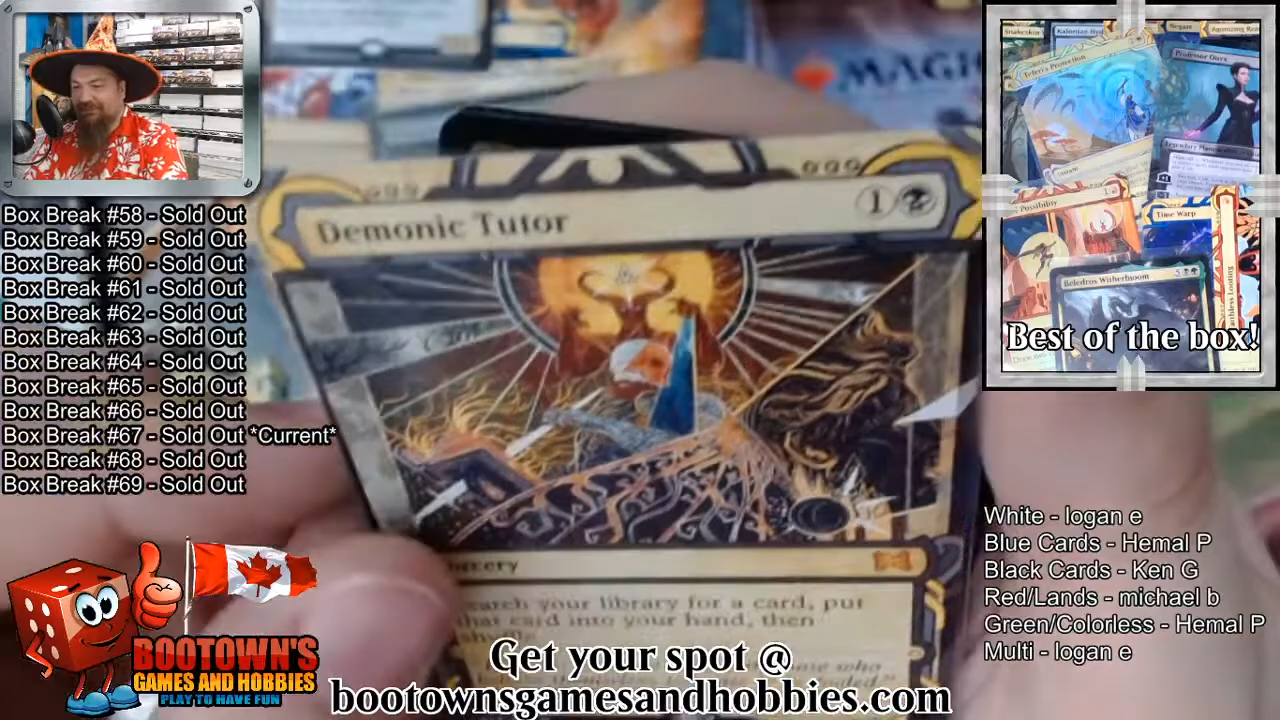 Box Break #58 - Sold Out
Box Break #59 - Sold Out
Box Break #60 - Sold Out
Box Break #61 - Sold Out
Box Break #62 - Sold Out
Box Break #63 - Sold Out
Box Break #64 - Sold Out
Box Break #65 - Sold Out
Box Break #66 - Sold Out
Box Break #67 - Sold Out *Current*
Box Break #68 - Sold Out
Box Break #69 - Sold Out
BOOTOWN'S
GAMES AND HOBBIES
PLAY TO HAVE FUN
MAGIC
Demonic Tutor
1
search your library for a card, put
that card into your hand, then
Get your spot @
bootownsgamesandhobbies.com
Kalonian
Teferi's Protection
Professor Onyx
Instant
Possibility
Time Warp
Beledros Witherbloom
5
Best of the box!
White - logan e
Blue Cards - Hemal P
Black Cards - Ken G
Red/Lands - michael b
Green/Colorless - Hemal P
Multi - logan e